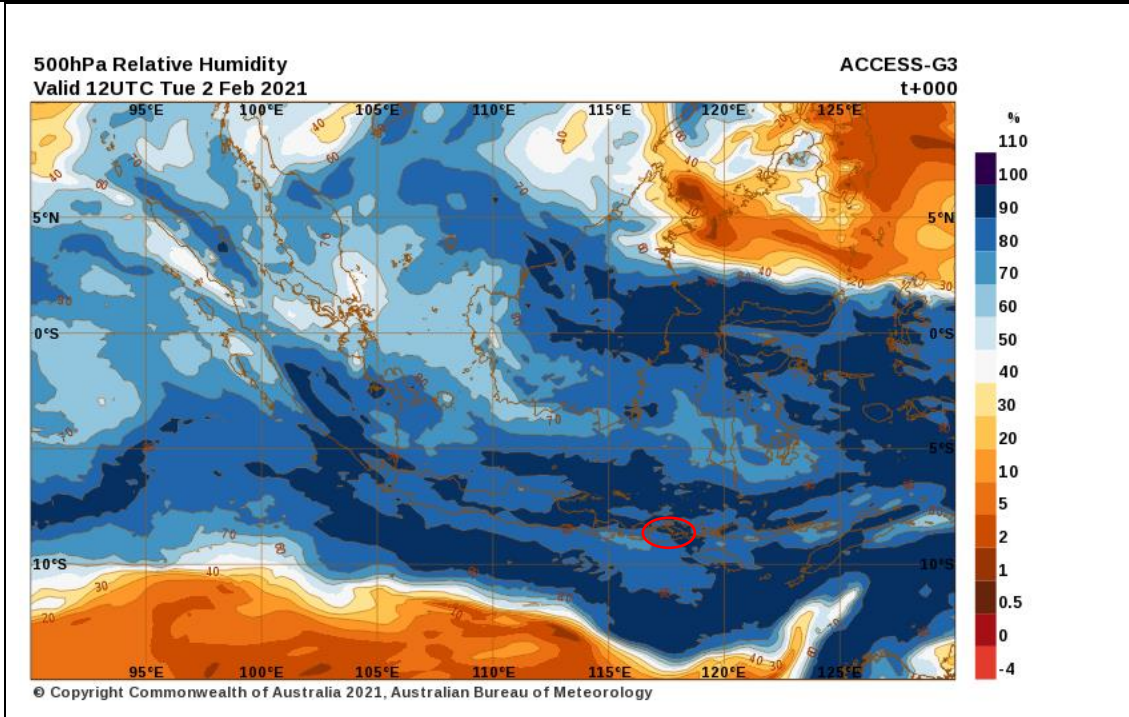 500hPa Relative Humidity ACCESS-G3
Valid 12UTC Tue 2 Feb 2021 t+000
95°E 100°E 105°E 110°E 115°E 120°E 125°E
%
110
100
90
80
70
60
50
40
30
20
10
5
2
1
0.5
0
-4
5°N 5°N
0°S 0°S
5°S
10°S 10°S
95°E 100°E 105°E 110°E 115°E 120°E 125°E
© Copyright Commonwealth of Australia 2021, Australian Bureau of Meteorology